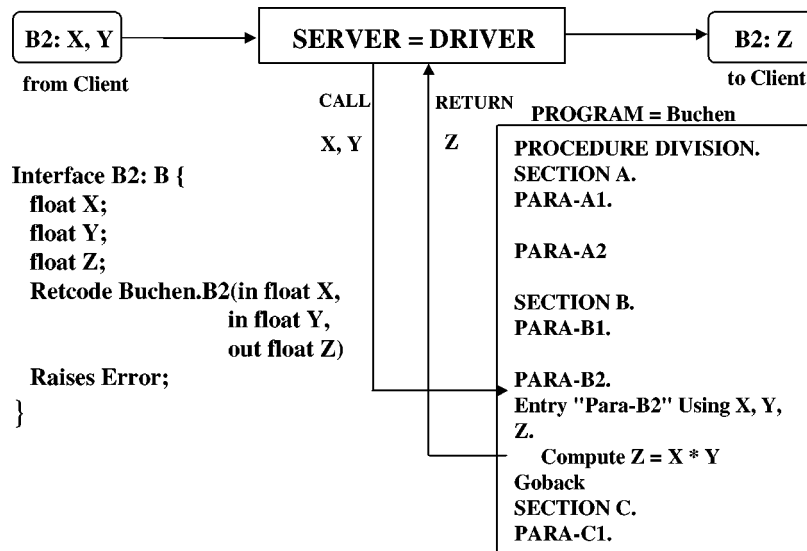 B2: X, Y
SERVER = DRIVER
B2: Z
from Client
to Client
CALL
RETURN
X, Y
Z
PROGRAM = Buchen
Interface B2: B {
float X;
float Y;
float Z;
Retcode Buchen.B2(in float X,
in float Y,
out float Z)
Raises Error;
}
PROCEDURE DIVISION.
SECTION A.
PARA-A1.
PARA-A2
SECTION B.
PARA-B1.
PARA-B2.
Entry "Para-B2" Using X, Y,
Z.
Compute Z = X * Y
Goback
SECTION C.
PARA-C1.